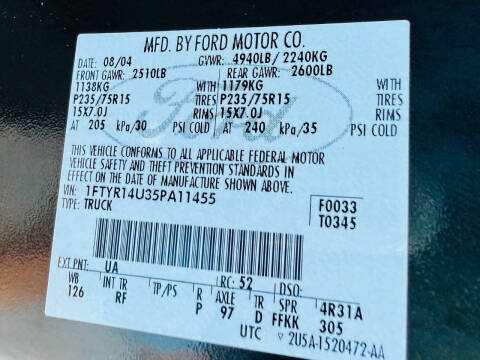 MFD. BY FORD MOTOR CO.
DATE: 08/04 GVWR: 4940LB/ 2240KG
FRONT GAWR: 2510LB REAR GAWR: 2600LB
1138KG WITH 1179KG WITH
P235/75R15 TIRES P235/75R15 TIRES
15X7.0J RIMS 15X7.0J RIMS
AT 205 kPa/30 PSI COLD AT 240 kPa/35 PSI COLD
THIS VEHICLE CONFORMS TO ALL APPLICABLE FEDERAL MOTOR
VEHICLE SAFETY AND THEFT PREVENTION STANDARDS IN
EFFECT ON THE DATE OF MANUFACTURE SHOWN ABOVE.
VIN: 1FTYR14U35PA11455 F0033
TYPE: TRUCK T0345
EXT PNT: UA RC: 52 DSO:
WB INT TR TP/PS R AXLE TR SPR 4R31A
126 RF P 97 D FFKK 305
UTC 2U5A-1520472-AA
Ford